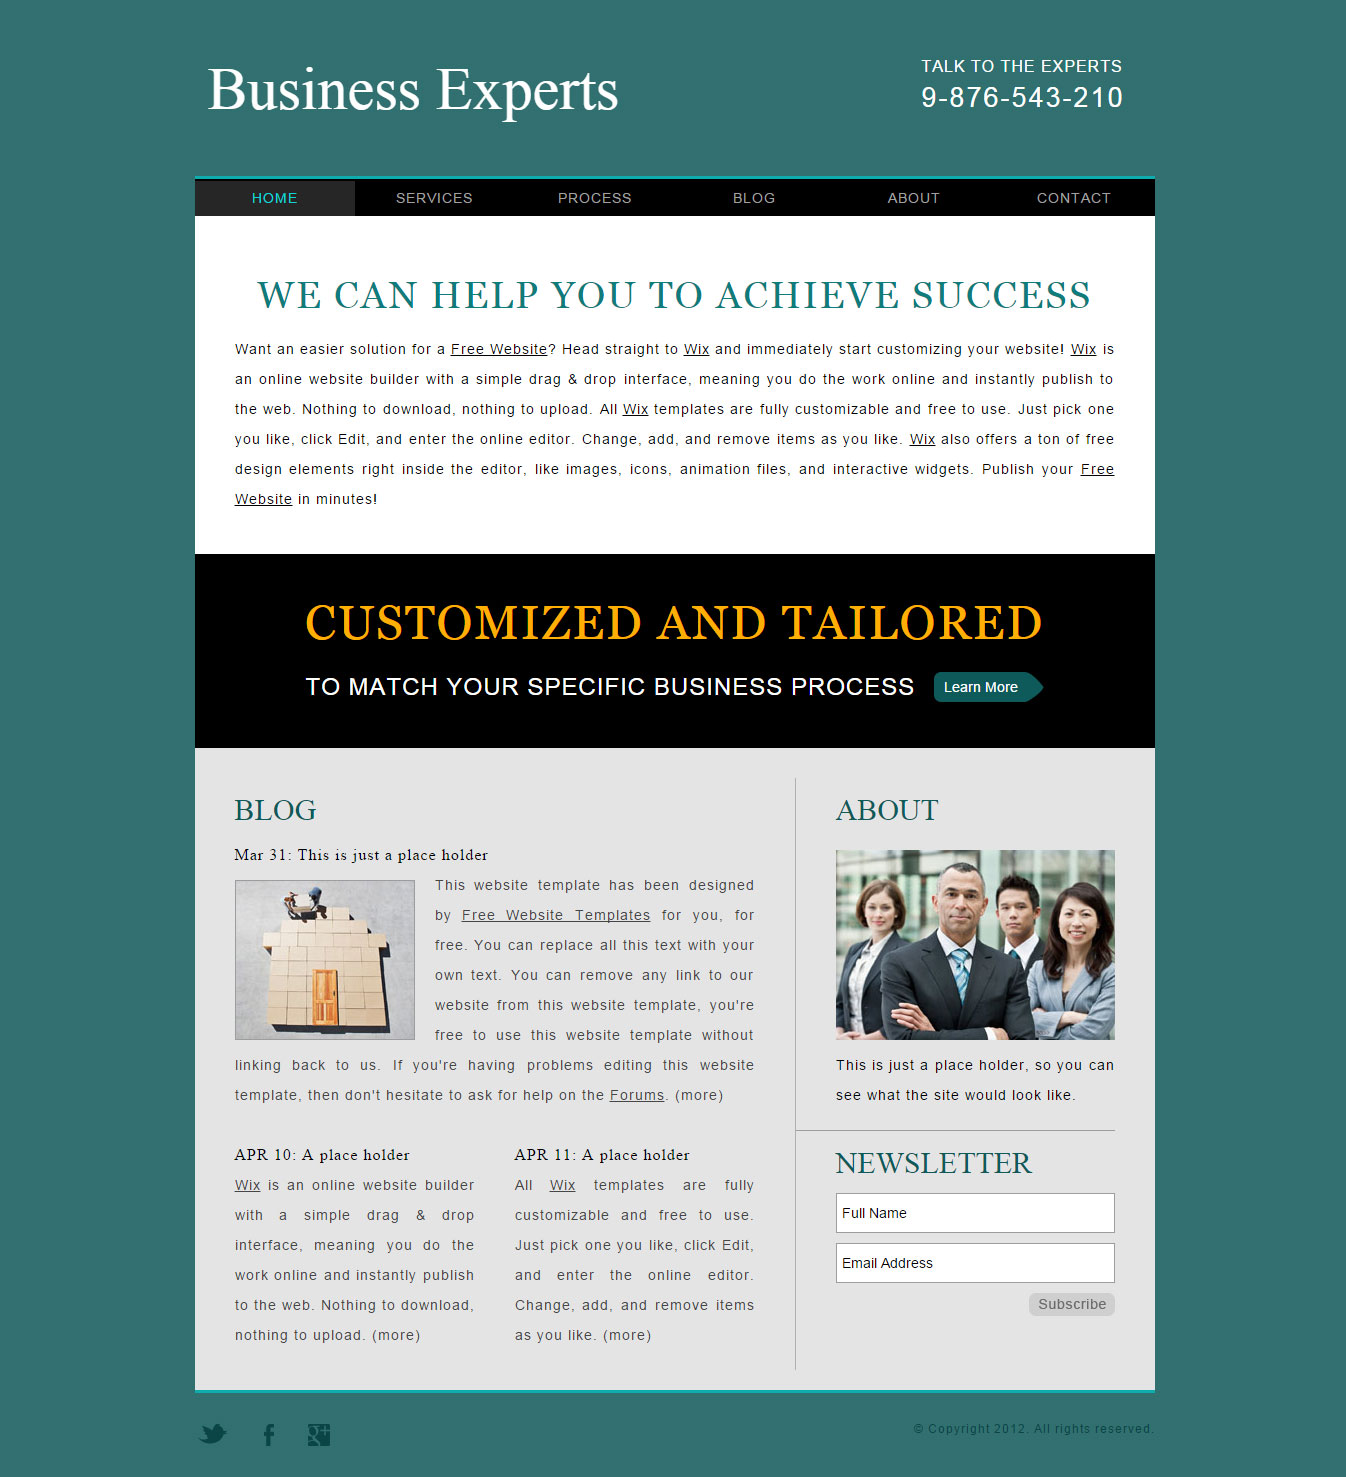 Business Experts
TALK TO THE EXPERTS
9-876-543-210
HOME
SERVICES
PROCESS
BLOG
ABOUT
CONTACT
WE CAN HELP YOU TO ACHIEVE SUCCESS
Want an easier solution for a Free Website? Head straight to Wix and immediately start customizing your website! Wix is
an online website builder with a simple drag & drop interface, meaning you do the work online and instantly publish to
the web. Nothing to download, nothing to upload. All Wix templates are fully customizable and free to use. Just pick one
you like, click Edit, and enter the online editor. Change, add, and remove items as you like. Wix also offers a ton of free
design elements right inside the editor, like images, icons, animation files, and interactive widgets. Publish your Free
Website in minutes!
CUSTOMIZED AND TAILORED
TO MATCH YOUR SPECIFIC BUSINESS PROCESS
Learn More
BLOG
Mar 31: This is just a place holder
This website template has been designed
by Free Website Templates for you, for
free. You can replace all this text with your
own text. You can remove any link to our
website from this website template, you're
free to use this website template without
linking back to us. If you're having problems editing this website
template, then don't hesitate to ask for help on the Forums. (more)
APR 10: A place holder
Wix is an online website builder
with a simple drag & drop
interface, meaning you do the
work online and instantly publish
to the web. Nothing to download,
nothing to upload. (more)
APR 11: A place holder
All Wix templates are fully
customizable and free to use.
Just pick one you like, click Edit,
and enter the online editor.
Change, add, and remove items
as you like. (more)
ABOUT
This is just a place holder, so you can
see what the site would look like.
NEWSLETTER
Full Name
Email Address
Subscribe
© Copyright 2012. All rights reserved.